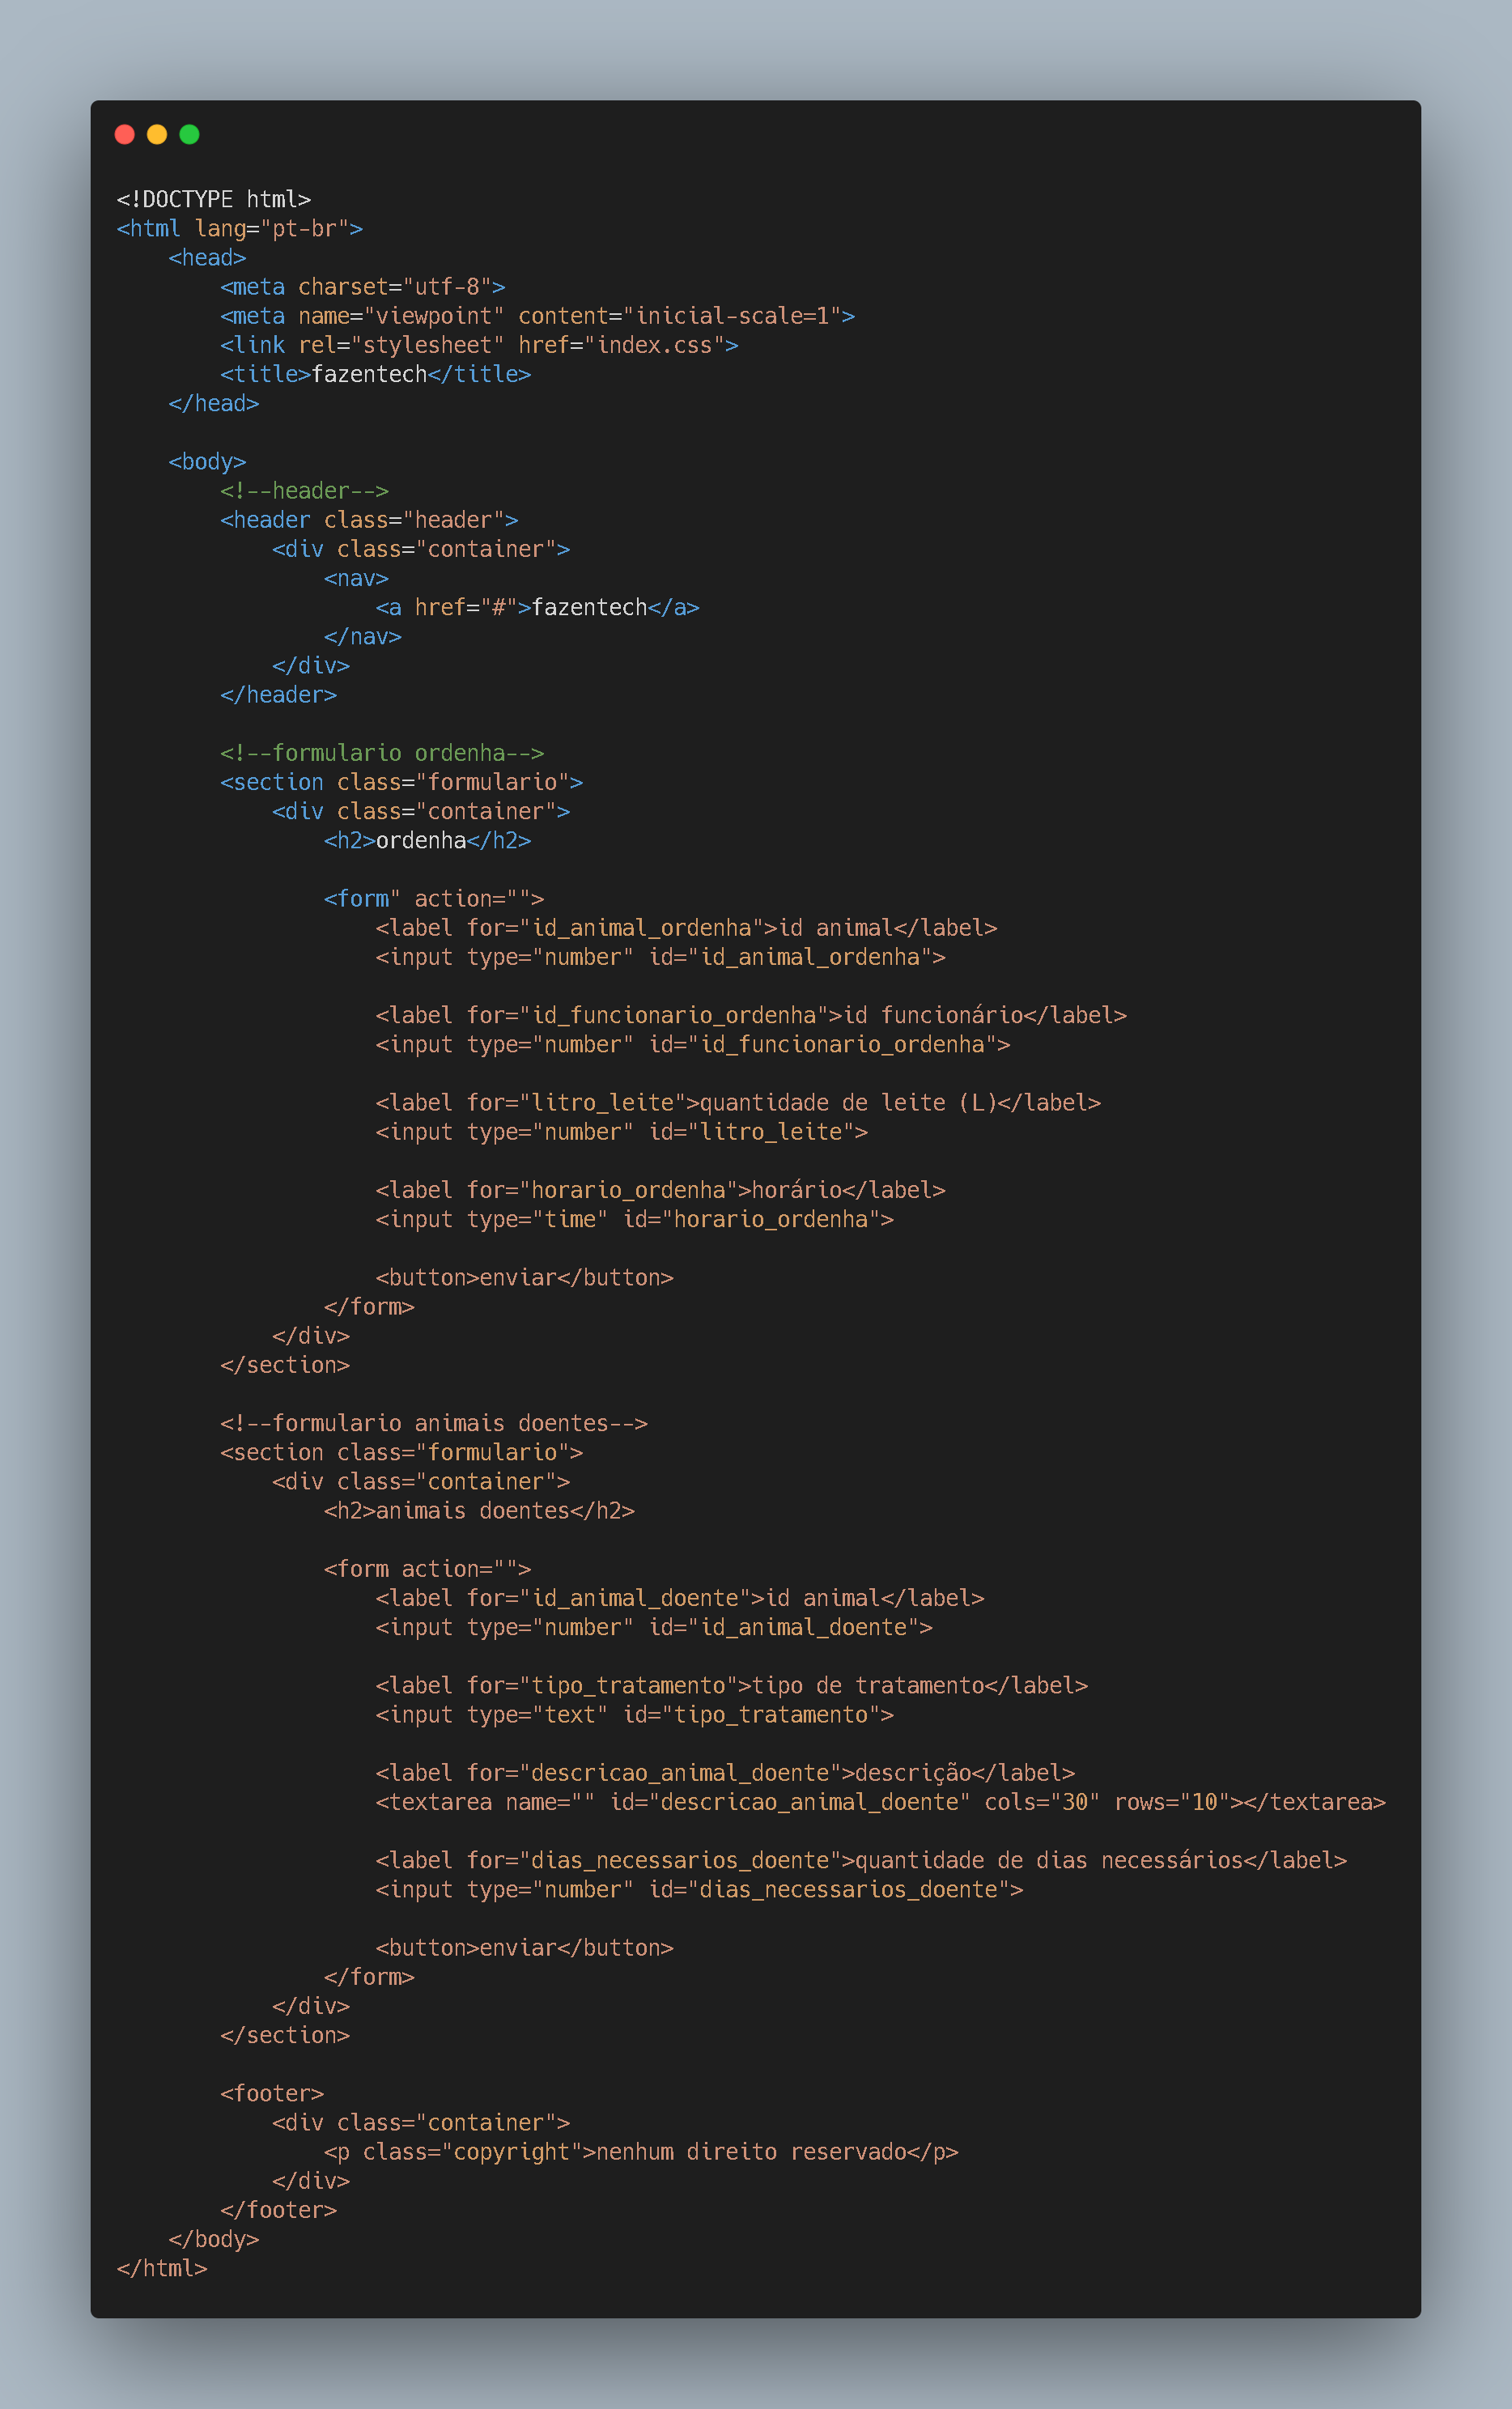 <!DOCTYPE html>
<html lang="pt-br">
    <head>
        <meta charset="utf-8">
        <meta name="viewpoint" content="inicial-scale=1">
        <link rel="stylesheet" href="index.css">
        <title>fazentech</title>
    </head>

    <body>
        <!--header-->
        <header class="header">
            <div class="container">
                <nav>
                    <a href="#">fazentech</a>
                </nav>
            </div>
        </header>

        <!--formulario ordenha-->
        <section class="formulario">
            <div class="container">
                <h2>ordenha</h2>

                <form" action="">
                    <label for="id_animal_ordenha">id animal</label>
                    <input type="number" id="id_animal_ordenha">

                    <label for="id_funcionario_ordenha">id funcionário</label>
                    <input type="number" id="id_funcionario_ordenha">

                    <label for="litro_leite">quantidade de leite (L)</label>
                    <input type="number" id="litro_leite">

                    <label for="horario_ordenha">horário</label>
                    <input type="time" id="horario_ordenha">

                    <button>enviar</button>
                </form>
            </div>
        </section>

        <!--formulario animais doentes-->
        <section class="formulario">
            <div class="container">
                <h2>animais doentes</h2>

                <form action="">
                    <label for="id_animal_doente">id animal</label>
                    <input type="number" id="id_animal_doente">

                    <label for="tipo_tratamento">tipo de tratamento</label>
                    <input type="text" id="tipo_tratamento">

                    <label for="descricao_animal_doente">descrição</label>
                    <textarea name="" id="descricao_animal_doente" cols="30" rows="10"></textarea>

                    <label for="dias_necessarios_doente">quantidade de dias necessários</label>
                    <input type="number" id="dias_necessarios_doente">

                    <button>enviar</button>
                </form>
            </div>
        </section>

        <footer>
            <div class="container">
                <p class="copyright">nenhum direito reservado</p>
            </div>
        </footer>
    </body>
</html>